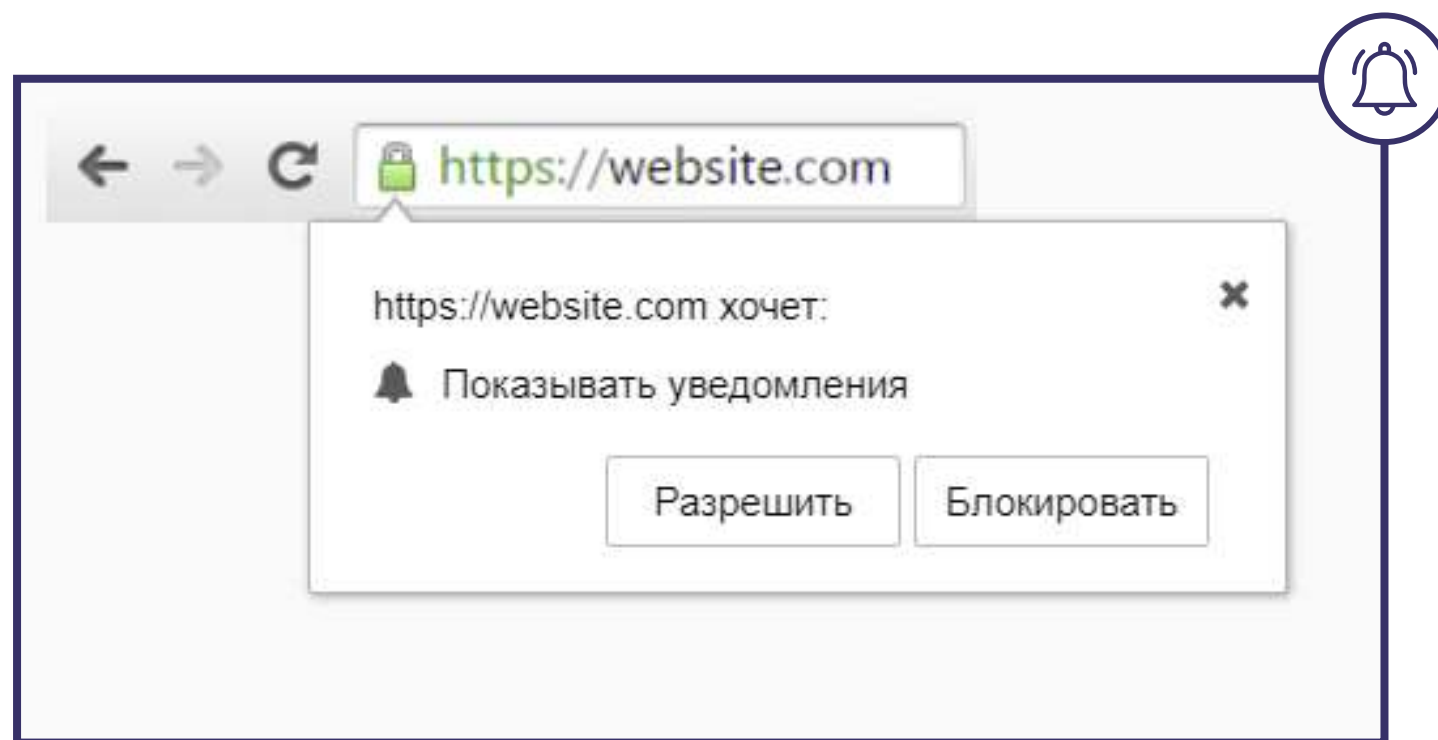 https://website.com
https://website.com хочет:
Показывать уведомления
Разрешить Блокировать